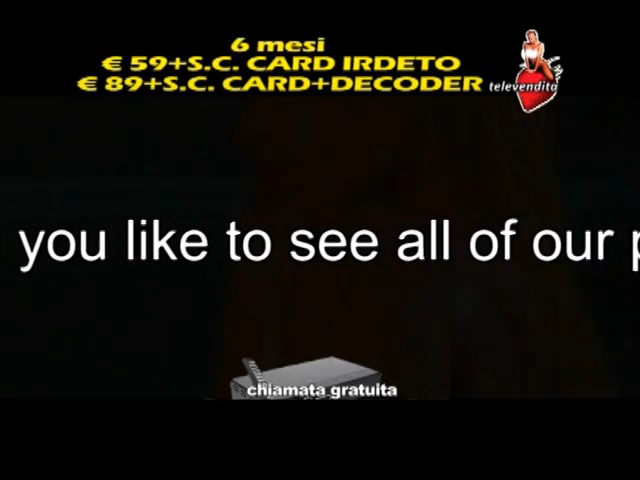 6 mesi
€ 59+S.C. CARD IRDETO
€ 89+S.C. CARD+DECODER
televendita
you like to see all of our
chiamata gratuita